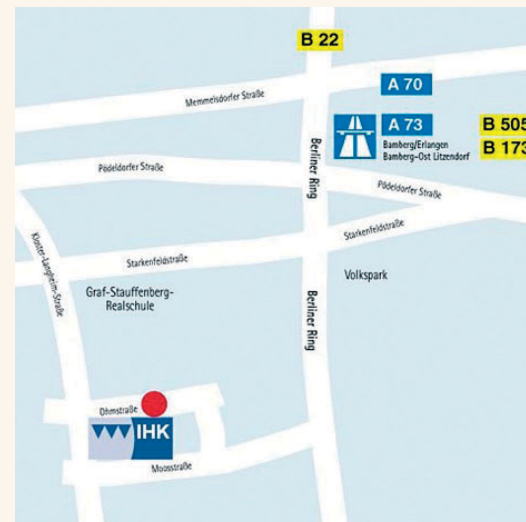 B 22
A 70
Memmelsdorfer Straße
A 73
B 505
B 173
Bamberg/Erlangen
Bamberg-Ost Litzendorf
Berliner Ring
Pödeldorfer Straße
Pödeldorfer Straße
Starkenfeldstraße
Starkenfeldstraße
Kloster-Langheim-Straße
Volkspark
Graf-Stauffenberg-
Realschule
Berliner Ring
Ohmstraße
IHK
Moosstraße